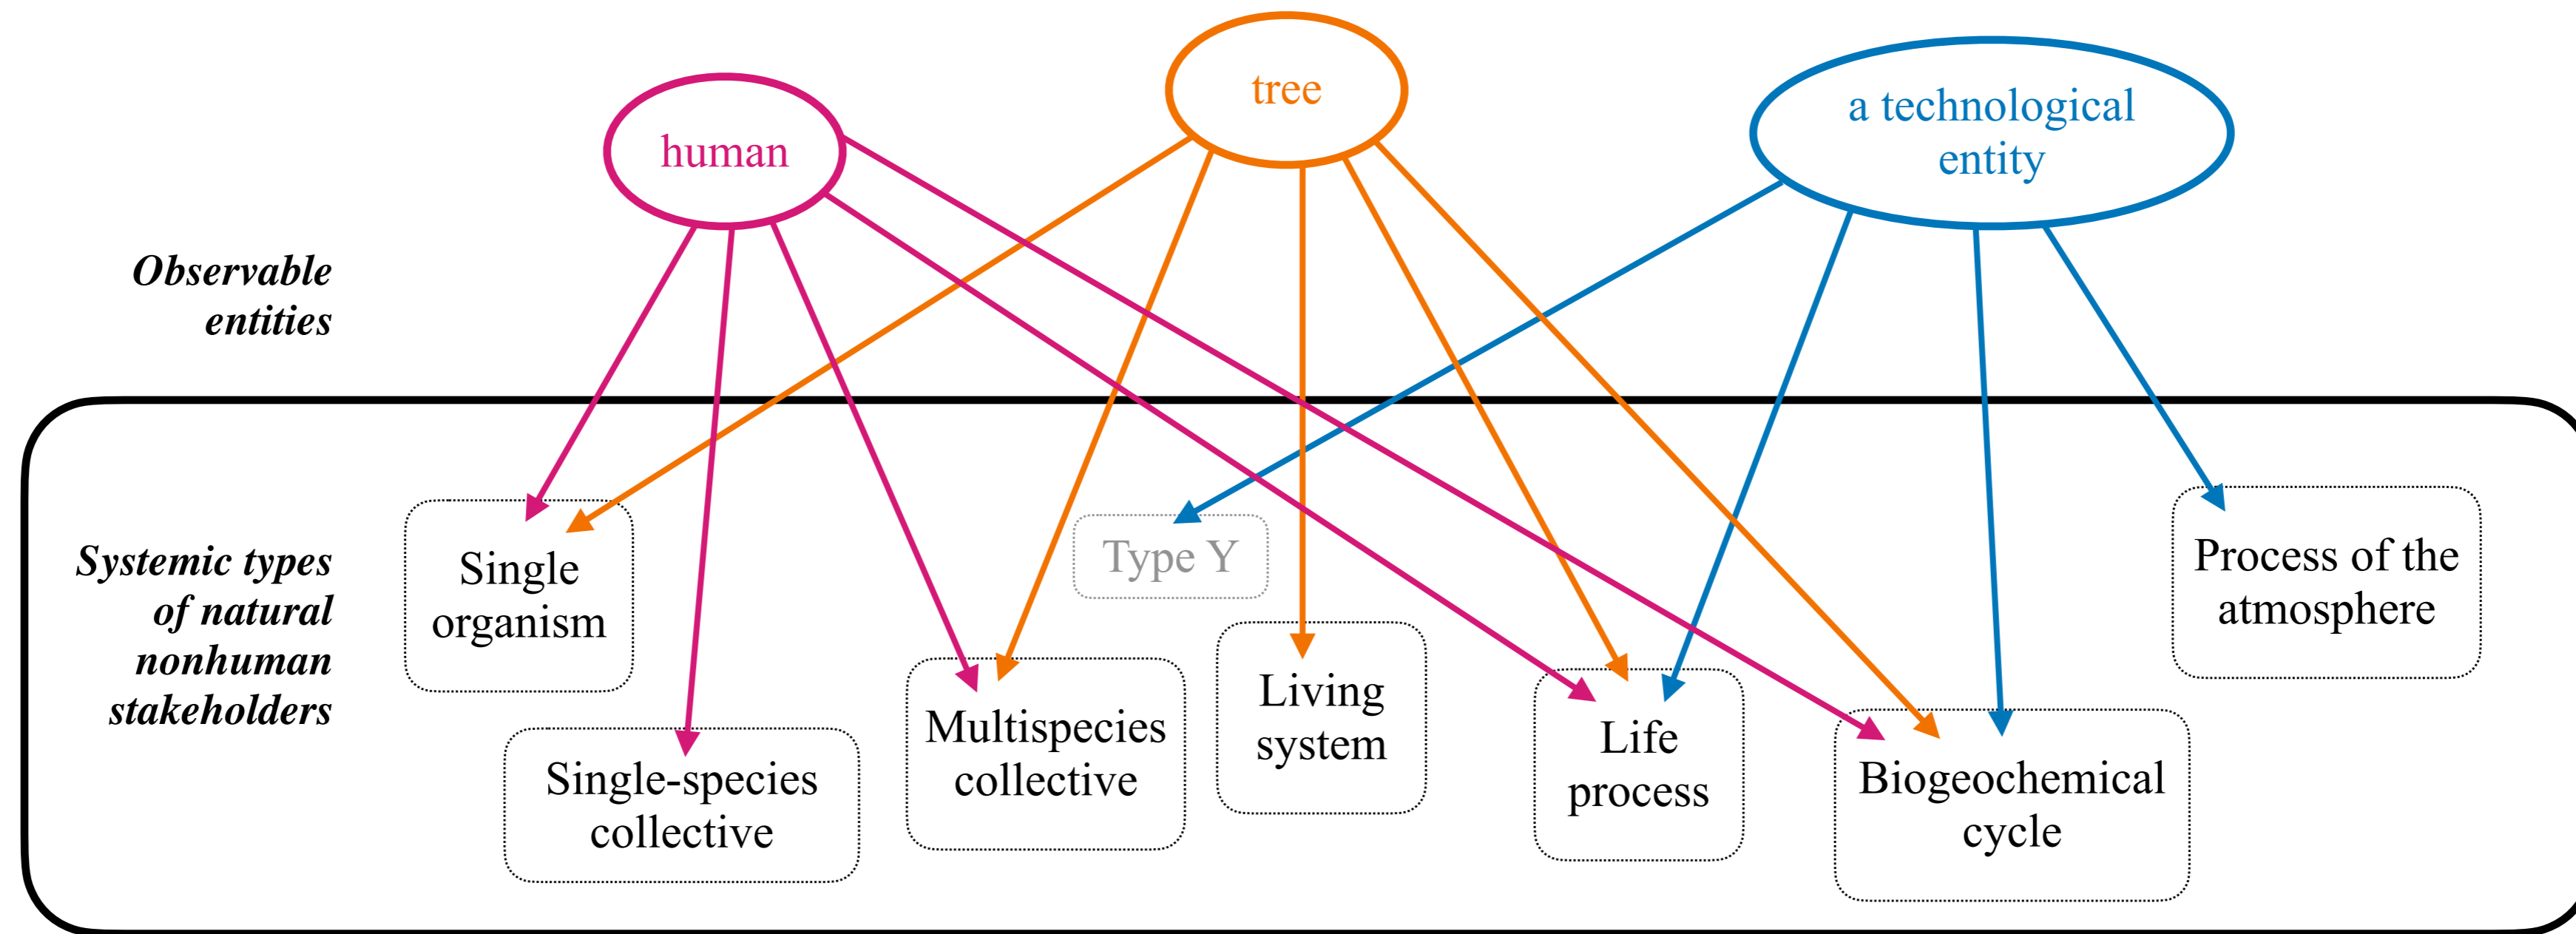 human
tree
a technological
entity
Observable
entities
Systemic types
of natural
nonhuman
stakeholders
Single
organism
Single-species
collective
Multispecies
collective
Type Y
Living
system
Life
process
Biogeochemical
cycle
Process of the
atmosphere